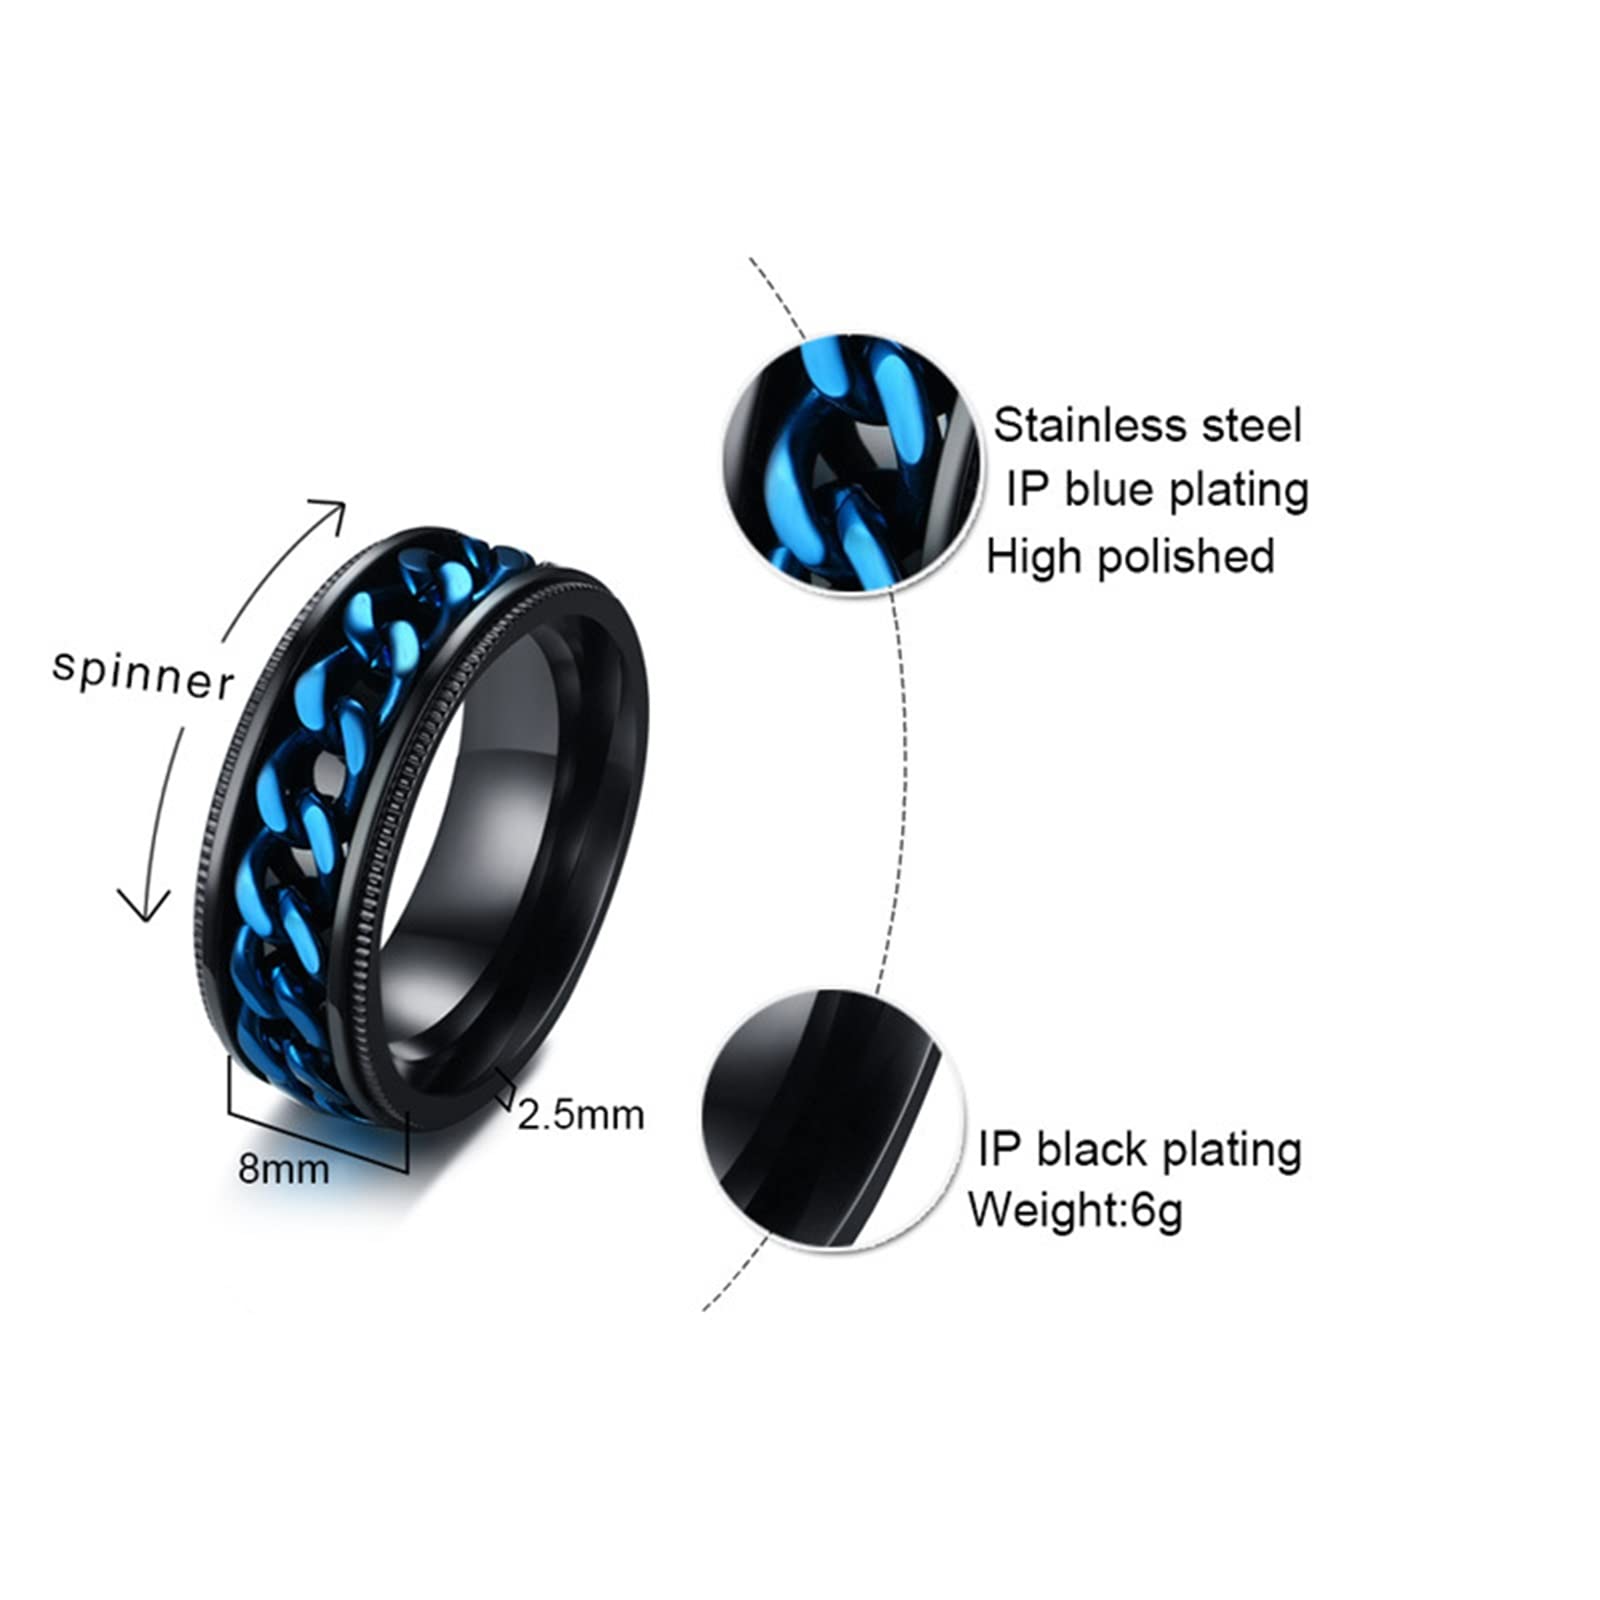 Stainless steel
IP blue plating
High polished
spinner
2.5mm
8mm
IP black plating
Weight:6g